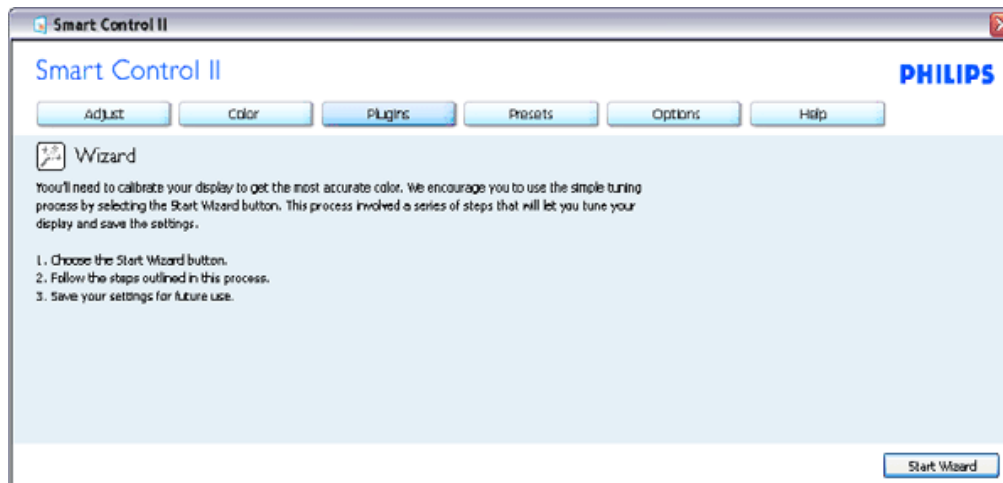 Smart Control II
Smart Control II
PHILIPS
Adjust Color Plugins Presets Options Help
Wizard
Yoou'll need to calibrate your display to get the most accurate color. We encourage you to use the simple tuning
process by selecting the Start Wizard button. This process involved a series of steps that will let you tune your
display and save the settings.
1. Choose the Start Wizard button.
2. Follow the steps outlined in this process.
3. Save your settings for future use.
Start Wizard